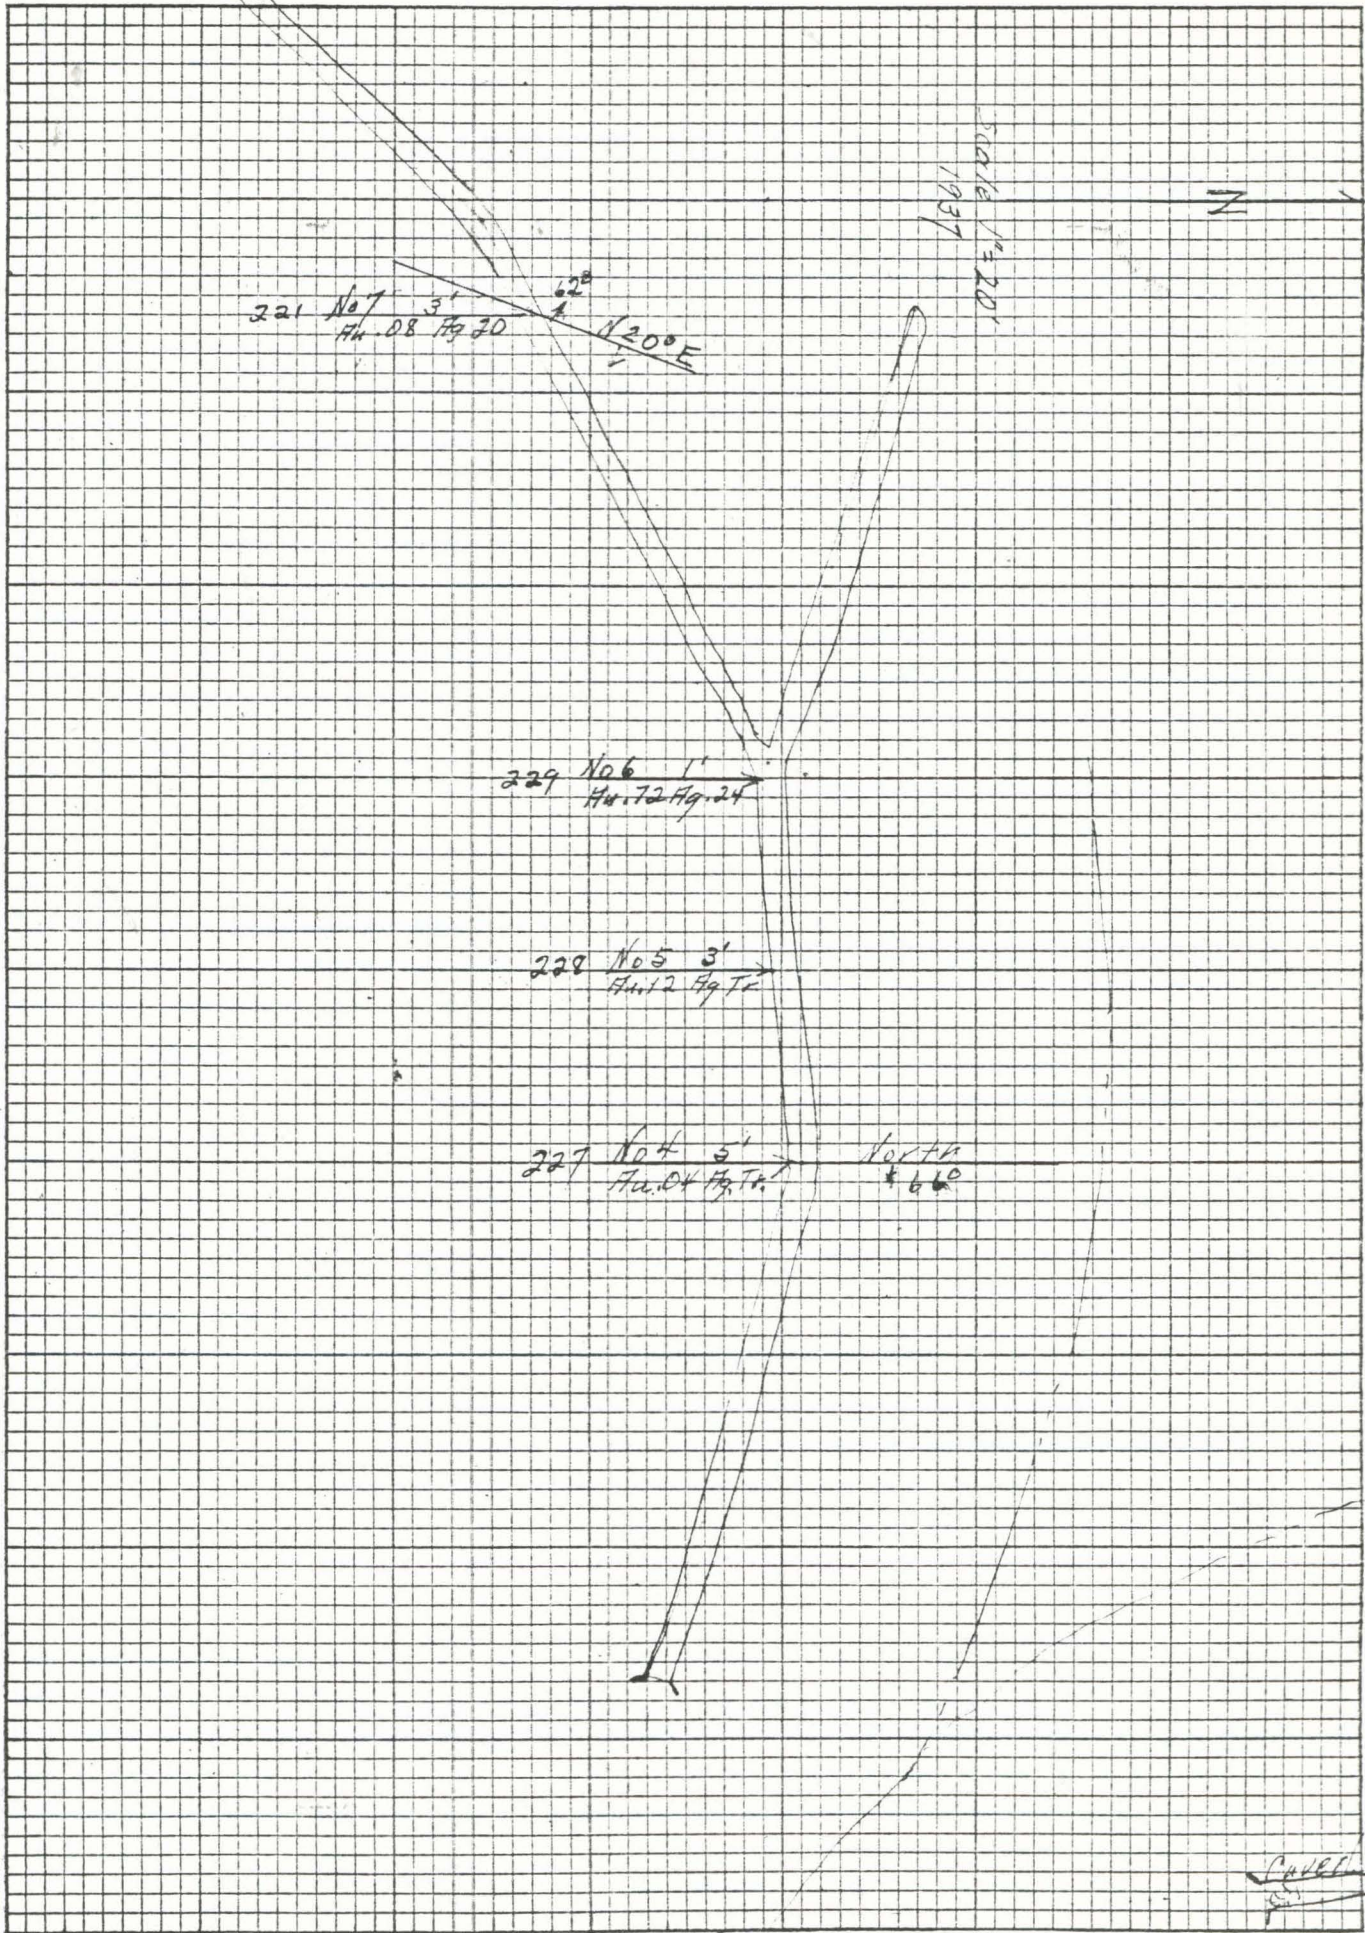 Scale 1"=20'
1937
N
62°
221 No 7 3'
Au .08 Ag 20
N20°E
229 No 6 1'
Au .72 Ag .24
228 No 5 3'
Au .12 Ag Tr
227 No 4 5'
Au .04 Ag. Tr.
North
66°